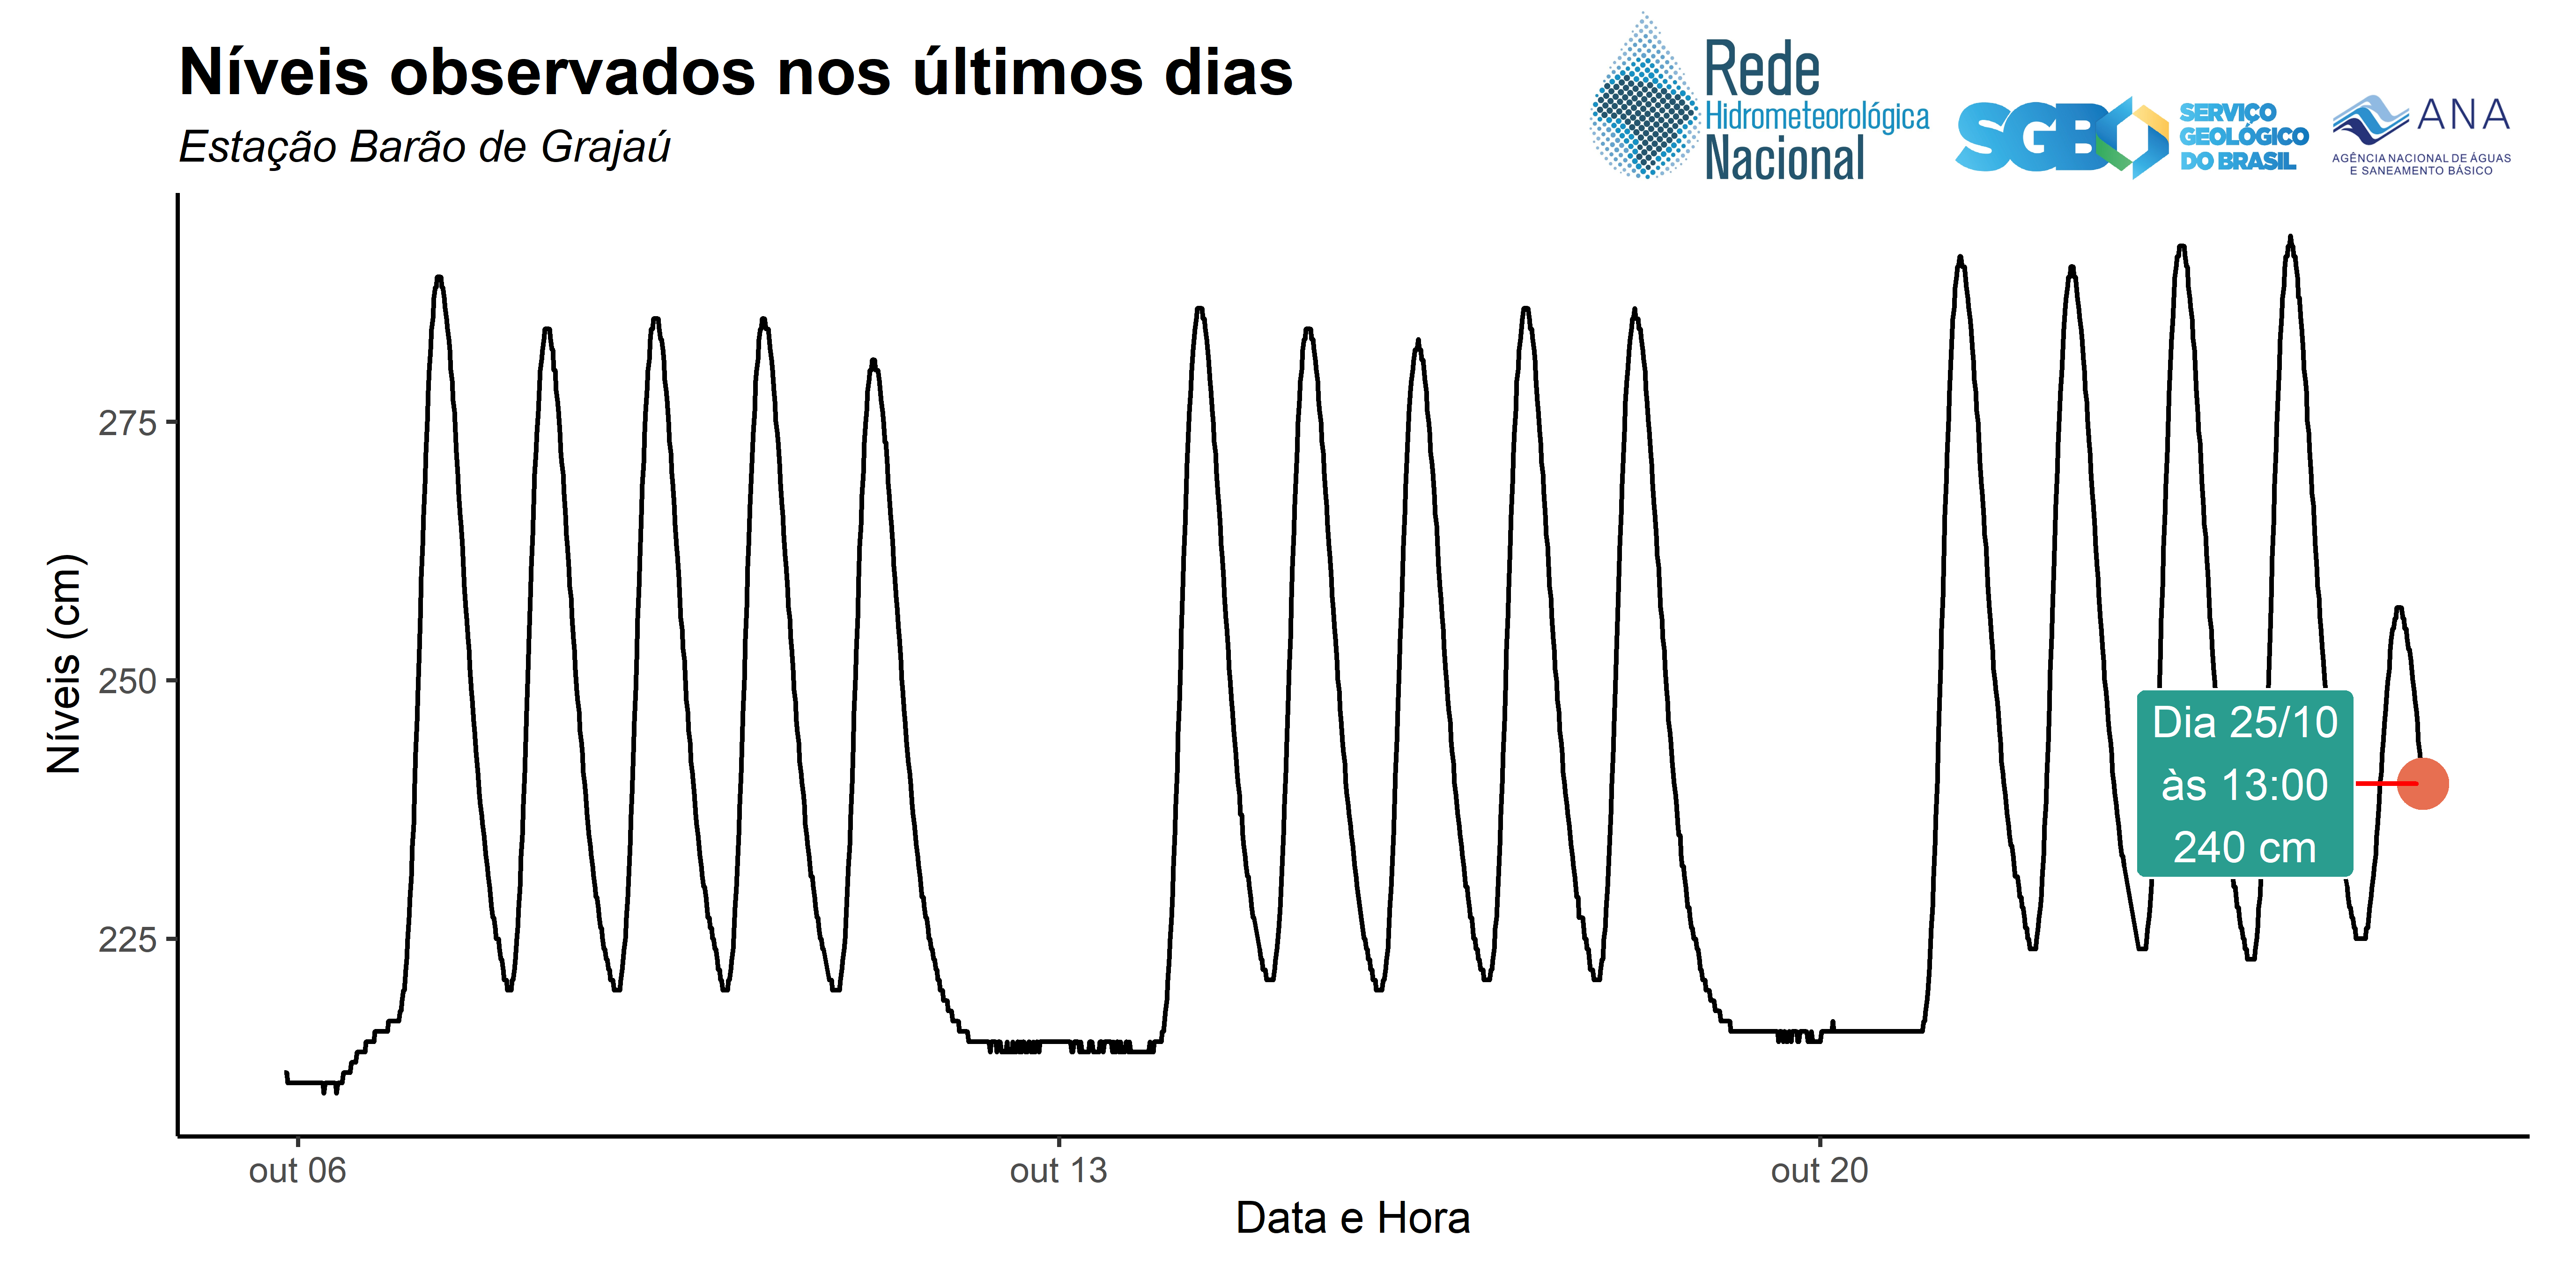 Níveis observados nos últimos dias
Estação Barão de Grajaú
Rede
Hidrometeorológica
Nacional
SGB
SERVIÇO
GEOLÓGICO
DO BRASIL
ANA
AGÊNCIA NACIONAL DE ÁGUAS
E SANEAMENTO BÁSICO
Níveis (cm)
275
250
225
Dia 25/10
às 13:00
240 cm
out 06
out 13
out 20
Data e Hora